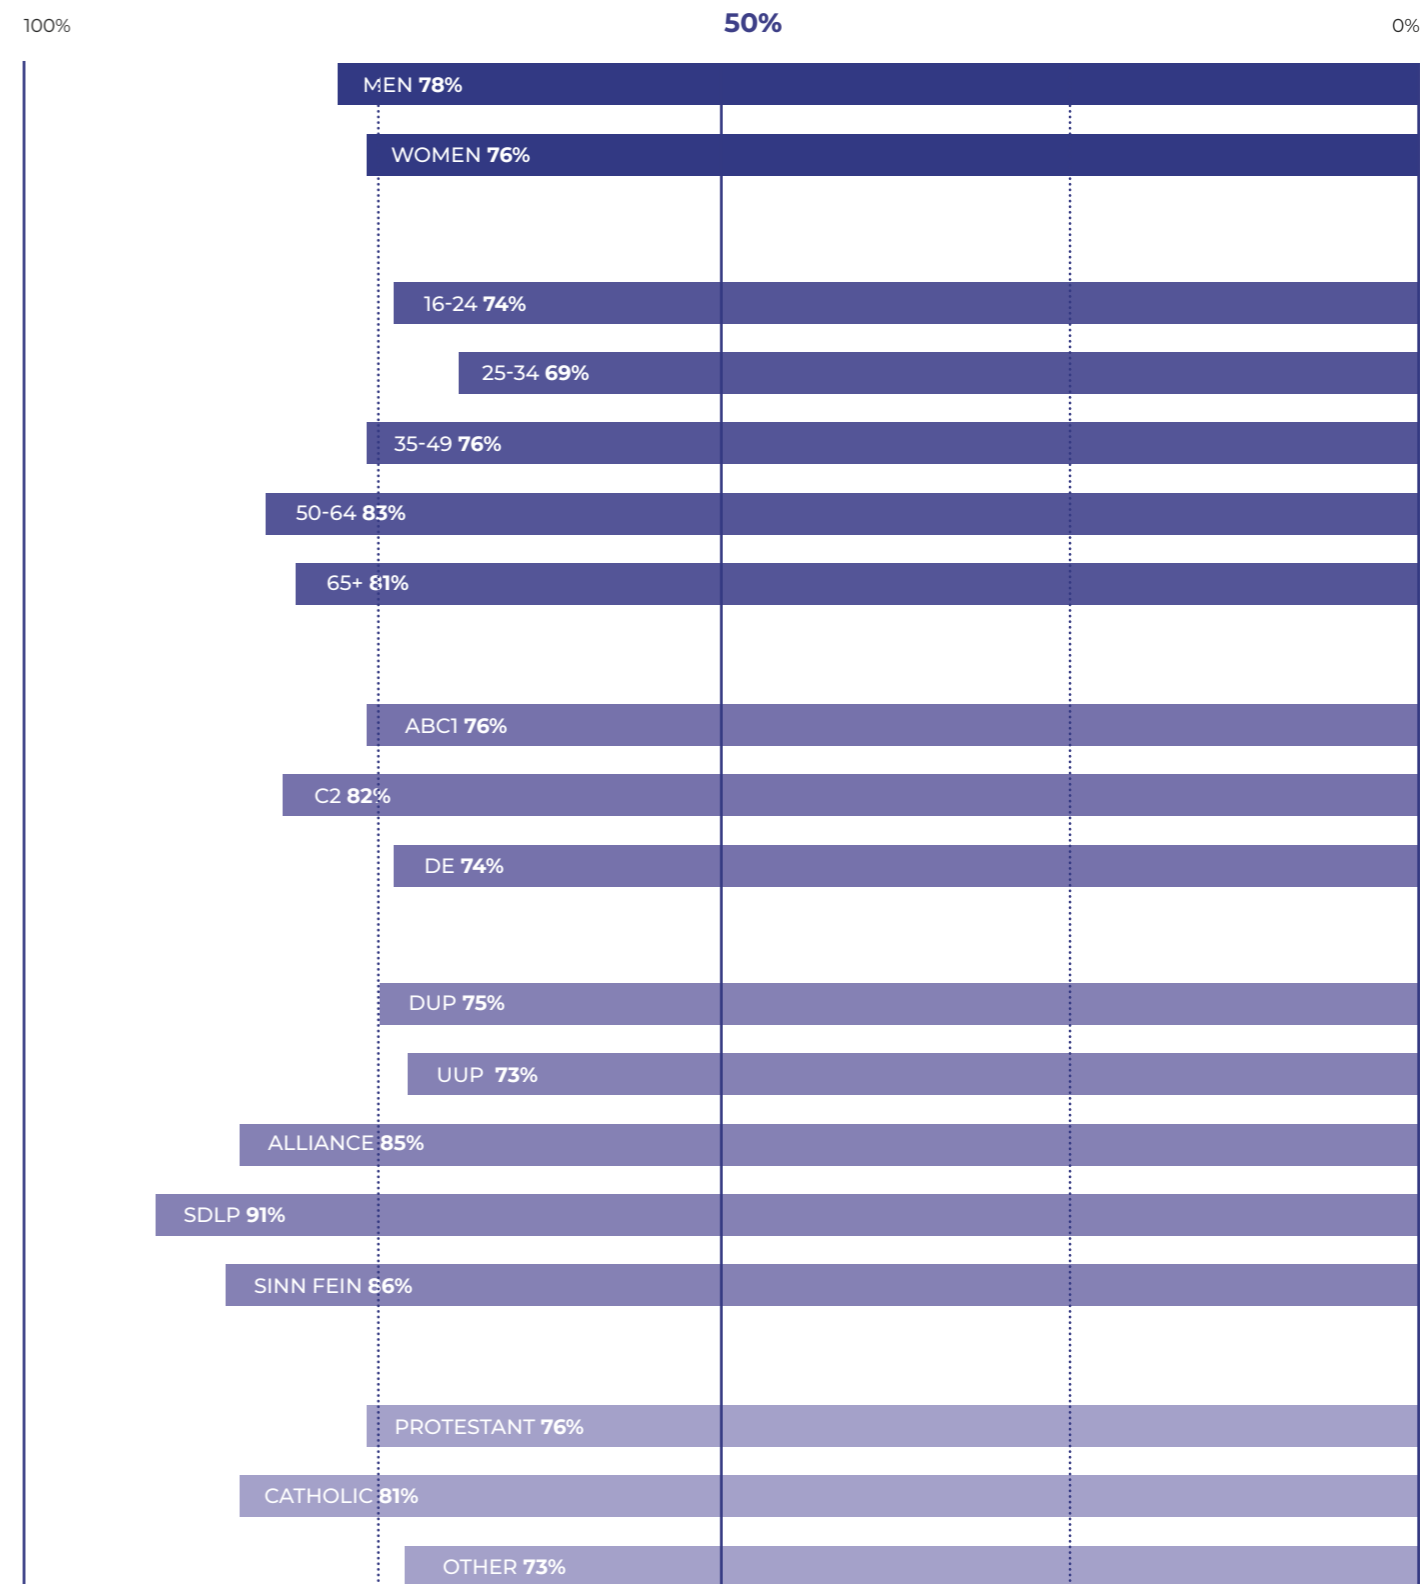 100% 50% 0%
MEN 78%
WOMEN 76%
16-24 74%
25-34 69%
35-49 76%
50-64 83%
65+ 81%
ABC1 76%
C2 82%
DE 74%
DUP 75%
UUP 73%
ALLIANCE 85%
SDLP 91%
SINN FEIN 86%
PROTESTANT 76%
CATHOLIC 81%
OTHER 73%